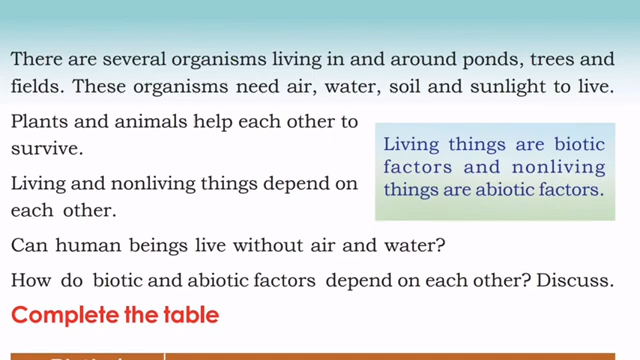 There are several organisms living in and around ponds, trees and
fields. These organisms need air, water, soil and sunlight to live.
Plants and animals help each other to
survive.
Living and nonliving things depend on
each other.
Living things are biotic
factors and nonliving
things are abiotic factors.
Can human beings live without air and water?
How do biotic and abiotic factors depend on each other? Discuss.
Complete the table